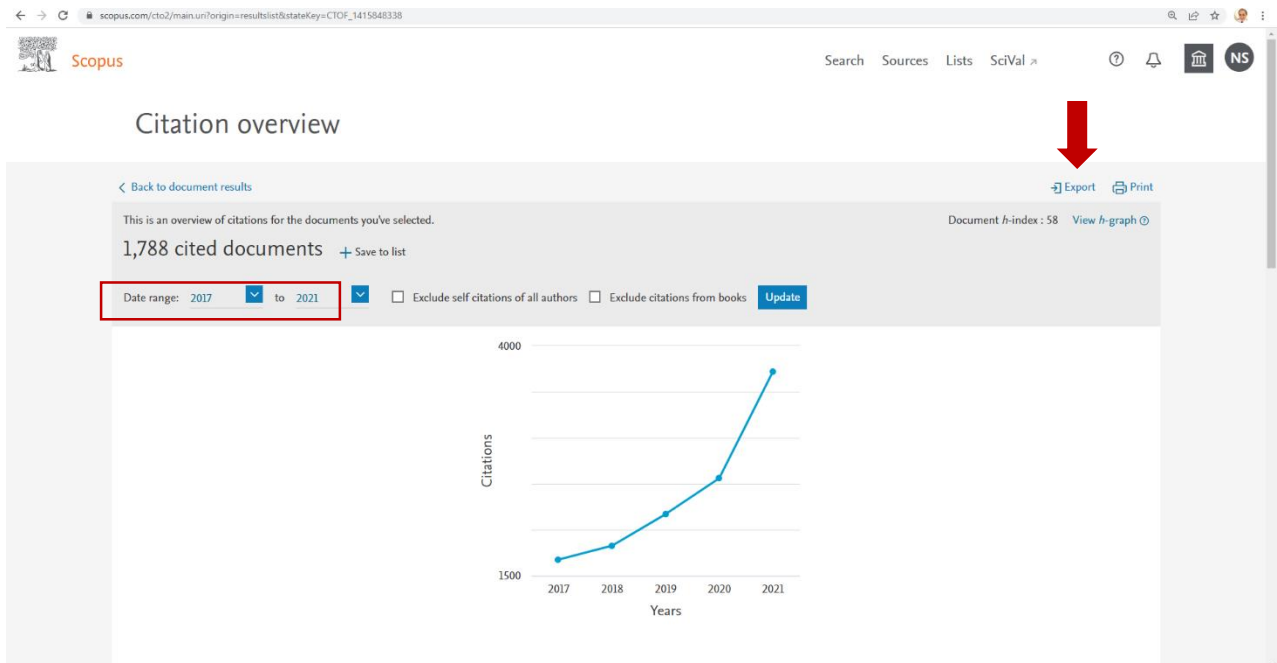 scopus.com/cto2/main.uri?origin=resultslist&stateKey=CTOF_1415848338
Scopus
Search Sources Lists SciVal
NS
Citation overview
Back to document results
Export Print
This is an overview of citations for the documents you've selected.
Document h-index : 58 View h-graph
1,788 cited documents + Save to list
Date range: 2017 to 2021 Exclude self citations of all authors Exclude citations from books Update
4000
Citations
1500
2017 2018 2019 2020 2021
Years